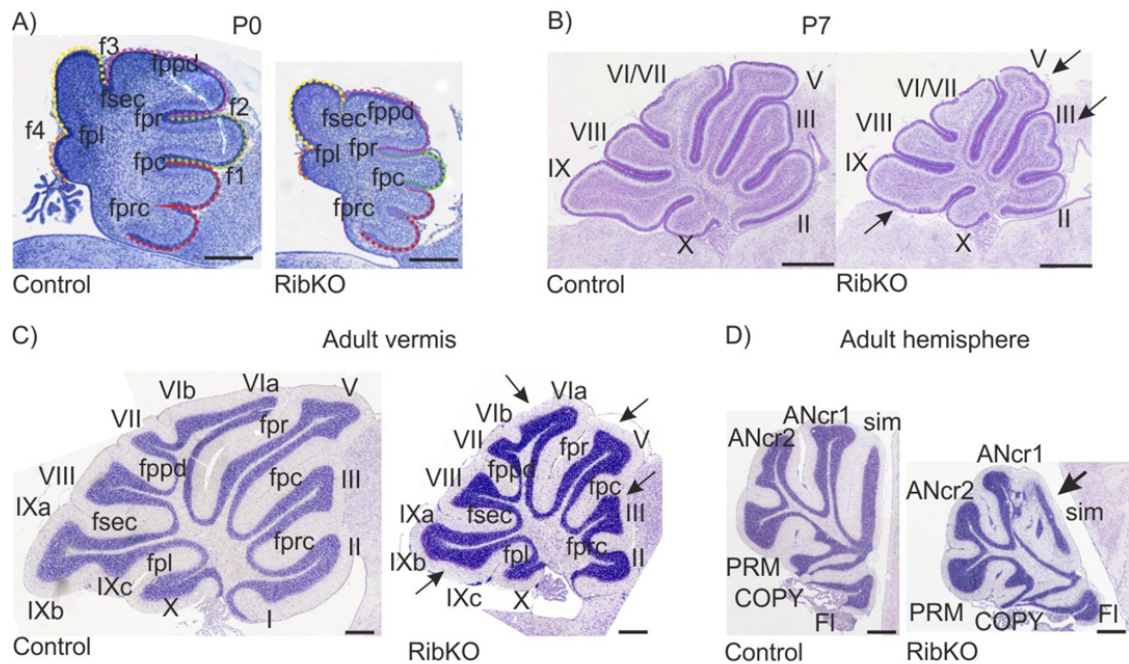 A)
P0
f3
fppd
fsec
f2
fpr
f4
fpl
fpc
f1
fprc
Control
fsec
fppd
fpl
fpr
fpc
fprc
RibKO
B)
P7
VI/VII
V
VIII
III
IX
II
X
Control
V
VI/VII
III
VIII
IX
II
X
RibKO
C)
Adult vermis
VIb
VIa
V
VII
fpr
fppd
fpc
VIII
III
IXa
fsec
fprc
II
fpl
IXc
IXb
X
I
Control
VIa
VIb
VII
fpr
V
fppd
VIII
fpc
IXa
fsec
III
fprc
IXb
fpl
II
IXc
X
RibKO
D)
Adult hemisphere
ANcr1
sim
ANcr2
PRM
COPY
Fl
Control
ANcr1
ANcr2
sim
PRM
COPY
Fl
RibKO